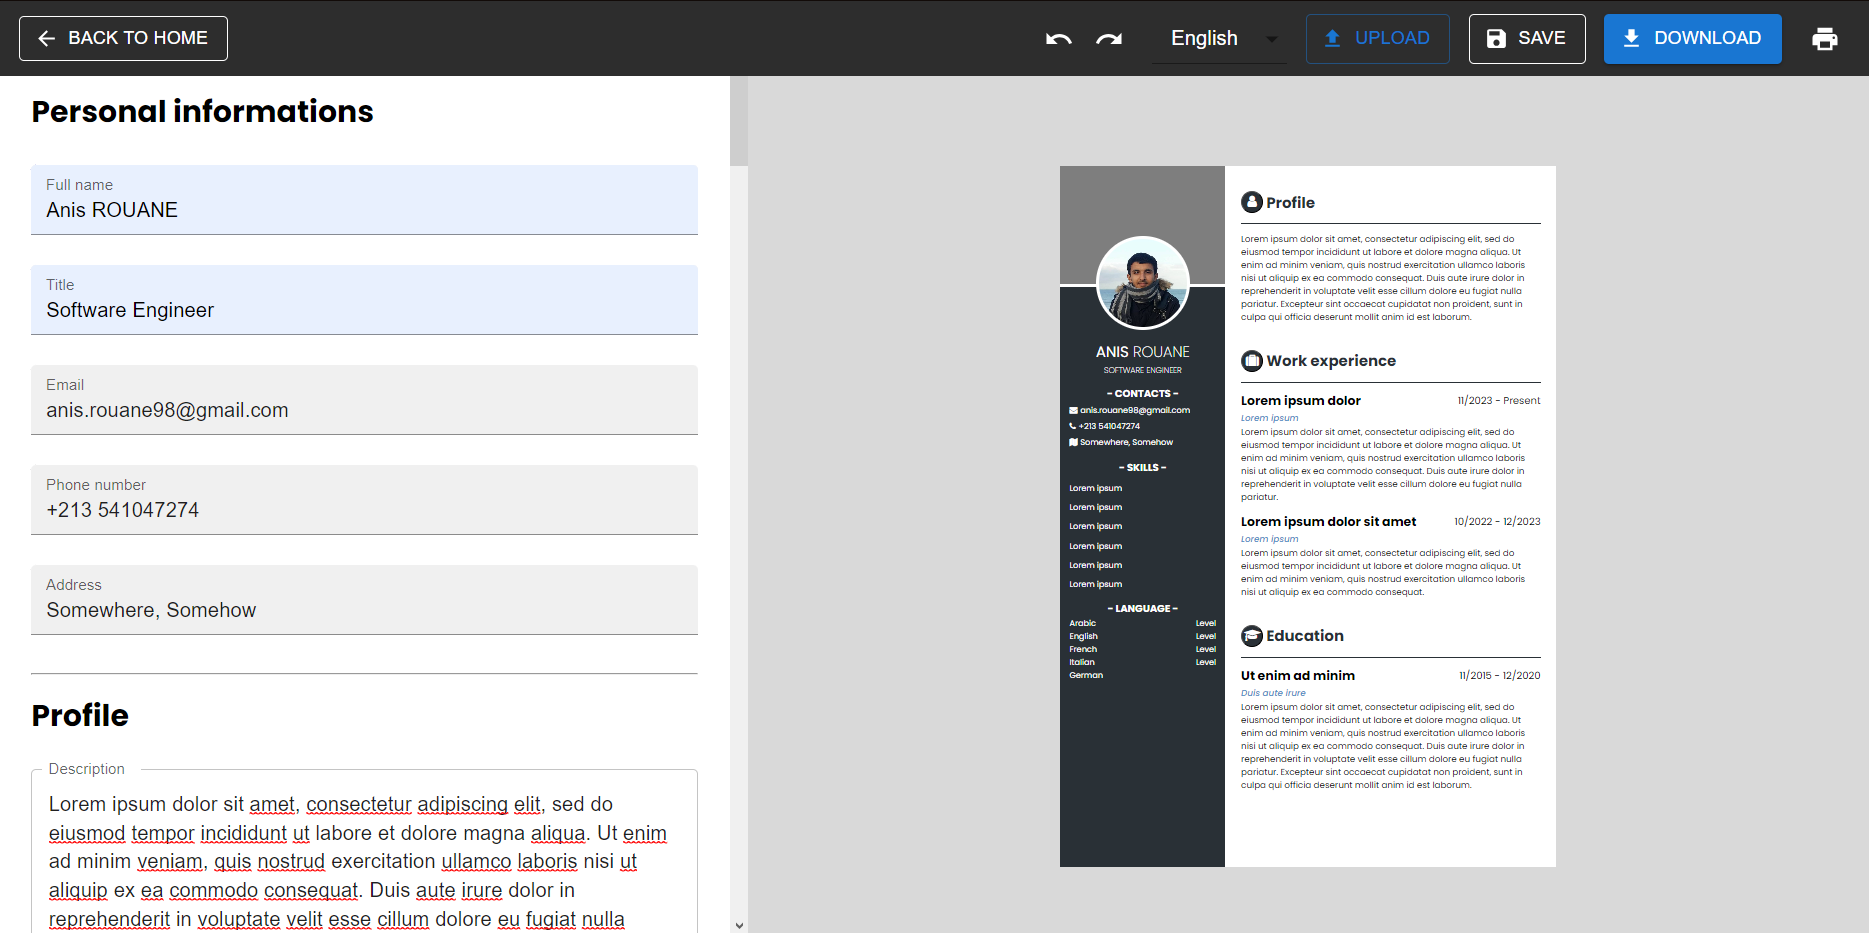 BACK TO HOME
English
UPLOAD
SAVE
DOWNLOAD
Personal informations
Full name
Anis ROUANE
Title
Software Engineer
Email
anis.rouane98@gmail.com
Phone number
+213 541047274
Address
Somewhere, Somehow
Profile
Description
Lorem ipsum dolor sit amet, consectetur adipiscing elit, sed do
eiusmod tempor incididunt ut labore et dolore magna aliqua. Ut enim
ad minim veniam, quis nostrud exercitation ullamco laboris nisi ut
aliquip ex ea commodo consequat. Duis aute irure dolor in
reprehenderit in voluptate velit esse cillum dolore eu fugiat nulla
ANIS ROUANE
SOFTWARE ENGINEER
- CONTACTS -
anis.rouane98@gmail.com
+213 541047274
Somewhere, Somehow
- SKILLS -
Lorem ipsum
Lorem ipsum
Lorem ipsum
Lorem ipsum
Lorem ipsum
Lorem ipsum
- LANGUAGE -
Arabic Level
English Level
French Level
Italian Level
German
Profile
Lorem ipsum dolor sit amet, consectetur adipiscing elit, sed do
eiusmod tempor incididunt ut labore et dolore magna aliqua. Ut
enim ad minim veniam, quis nostrud exercitation ullamco laboris
nisi ut aliquip ex ea commodo consequat. Duis aute irure dolor in
reprehenderit in voluptate velit esse cillum dolore eu fugiat nulla
pariatur. Excepteur sint occaecat cupidatat non proident, sunt in
culpa qui officia deserunt mollit anim id est laborum.
Work experience
Lorem ipsum dolor 11/2023 - Present
Lorem ipsum
Lorem ipsum dolor sit amet, consectetur adipiscing elit, sed do
eiusmod tempor incididunt ut labore et dolore magna aliqua. Ut
enim ad minim veniam, quis nostrud exercitation ullamco laboris
nisi ut aliquip ex ea commodo consequat. Duis aute irure dolor in
reprehenderit in voluptate velit esse cillum dolore eu fugiat nulla
pariatur.
Lorem ipsum dolor sit amet 10/2022 - 12/2023
Lorem ipsum
Lorem ipsum dolor sit amet, consectetur adipiscing elit, sed do
eiusmod tempor incididunt ut labore et dolore magna aliqua. Ut
enim ad minim veniam, quis nostrud exercitation ullamco laboris
nisi ut aliquip ex ea commodo consequat.
Education
Ut enim ad minim 11/2015 - 12/2020
Duis aute irure
Lorem ipsum dolor sit amet, consectetur adipiscing elit, sed do
eiusmod tempor incididunt ut labore et dolore magna aliqua. Ut
enim ad minim veniam, quis nostrud exercitation ullamco laboris
nisi ut aliquip ex ea commodo consequat. Duis aute irure dolor in
reprehenderit in voluptate velit esse cillum dolore eu fugiat nulla
pariatur. Excepteur sint occaecat cupidatat non proident, sunt in
culpa qui officia deserunt mollit anim id est laborum.